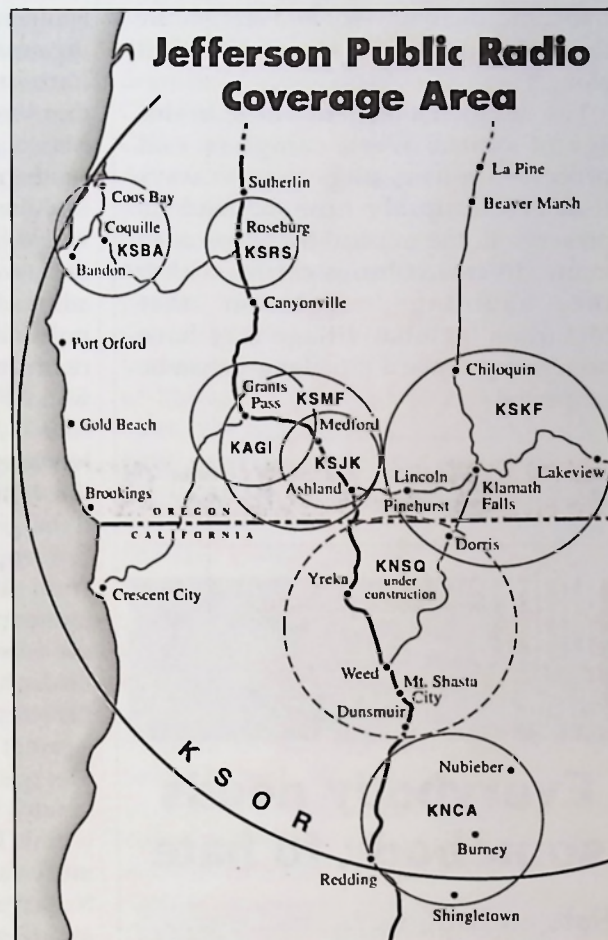 Jefferson Public Radio
Coverage Area
La Pine
Beaver Marsh
Sutherlin
Coos Bay
Coquille
KSBA
Bandon
Roseburg
KSRS
Canyonville
Port Orford
Chiloquin
KSKF
Grants
Pass
KSMF
Medford
KAGI
KSJK
Gold Beach
Ashland
Lincoln
Pinehurst
Klamath
Falls
Lakeview
Brookings
OREGON
CALIFORNIA
Dorris
KNSQ
under
construction
Yreka
Crescent City
Weed
Mt. Shasta
City
Dunsmuir
KSOR
Nubieber
KNCA
Burney
Redding
Shingletown